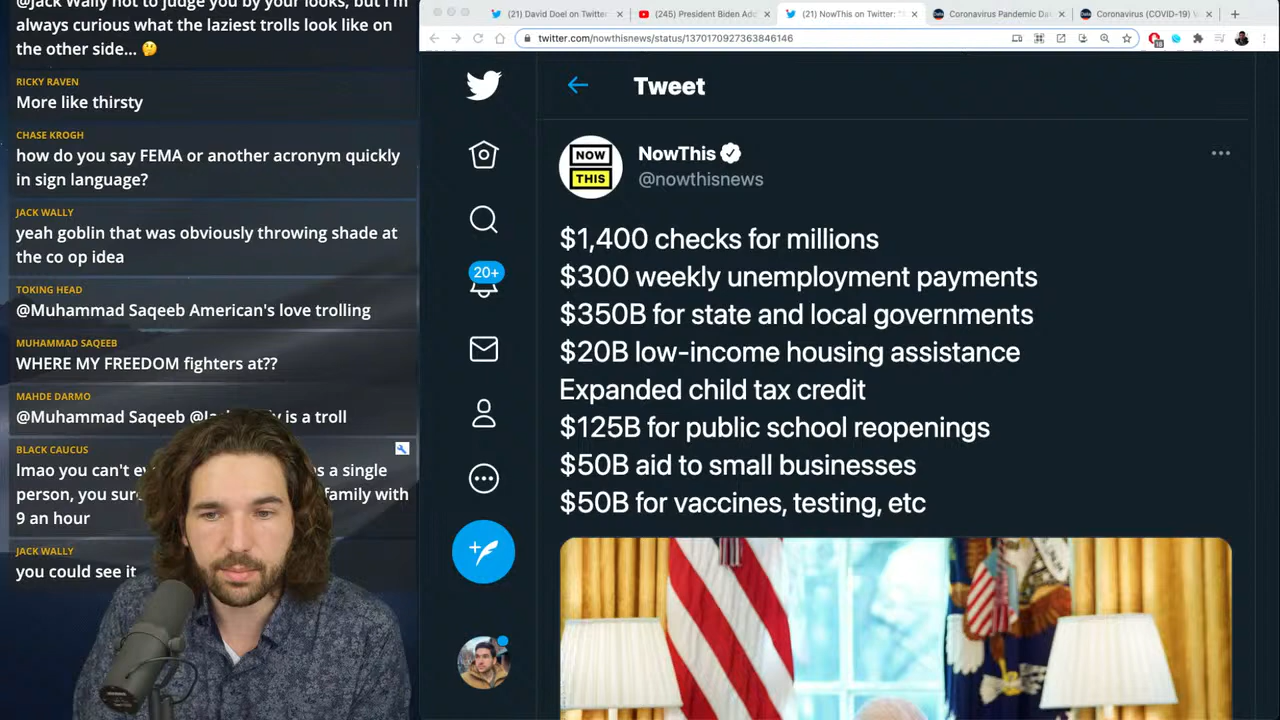 @Jack Wally not to judge you by your looks, but I'm
always curious what the laziest trolls look like on
the other side... 🤔
RICKY RAVEN
More like thirsty
CHASE KROGH
how do you say FEMA or another acronym quickly
in sign language?
JACK WALLY
yeah goblin that was obviously throwing shade at
the co op idea
TOKING HEAD
@Muhammad Saqeeb American's love trolling
MUHAMMAD SAQEEB
WHERE MY FREEDOM fighters at??
MAHDE DARMO
@Muhammad Saqeeb is a troll
BLACK CAUCUS
lmao you can't a single
person, you family with
9 an hour
JACK WALLY
you could see it
(21) David Doel on Twitter
(245) President Biden Ad
(21) NowThis on Twitter: "
Coronavirus Pandemic Da
Coronavirus (COVID-19) V
twitter.com/nowthisnews/status/1370170927363846146
Tweet
NOW
THIS
NowThis
@nowthisnews
20+
$1,400 checks for millions
$300 weekly unemployment payments
$350B for state and local governments
$20B low-income housing assistance
Expanded child tax credit
$125B for public school reopenings
$50B aid to small businesses
$50B for vaccines, testing, etc